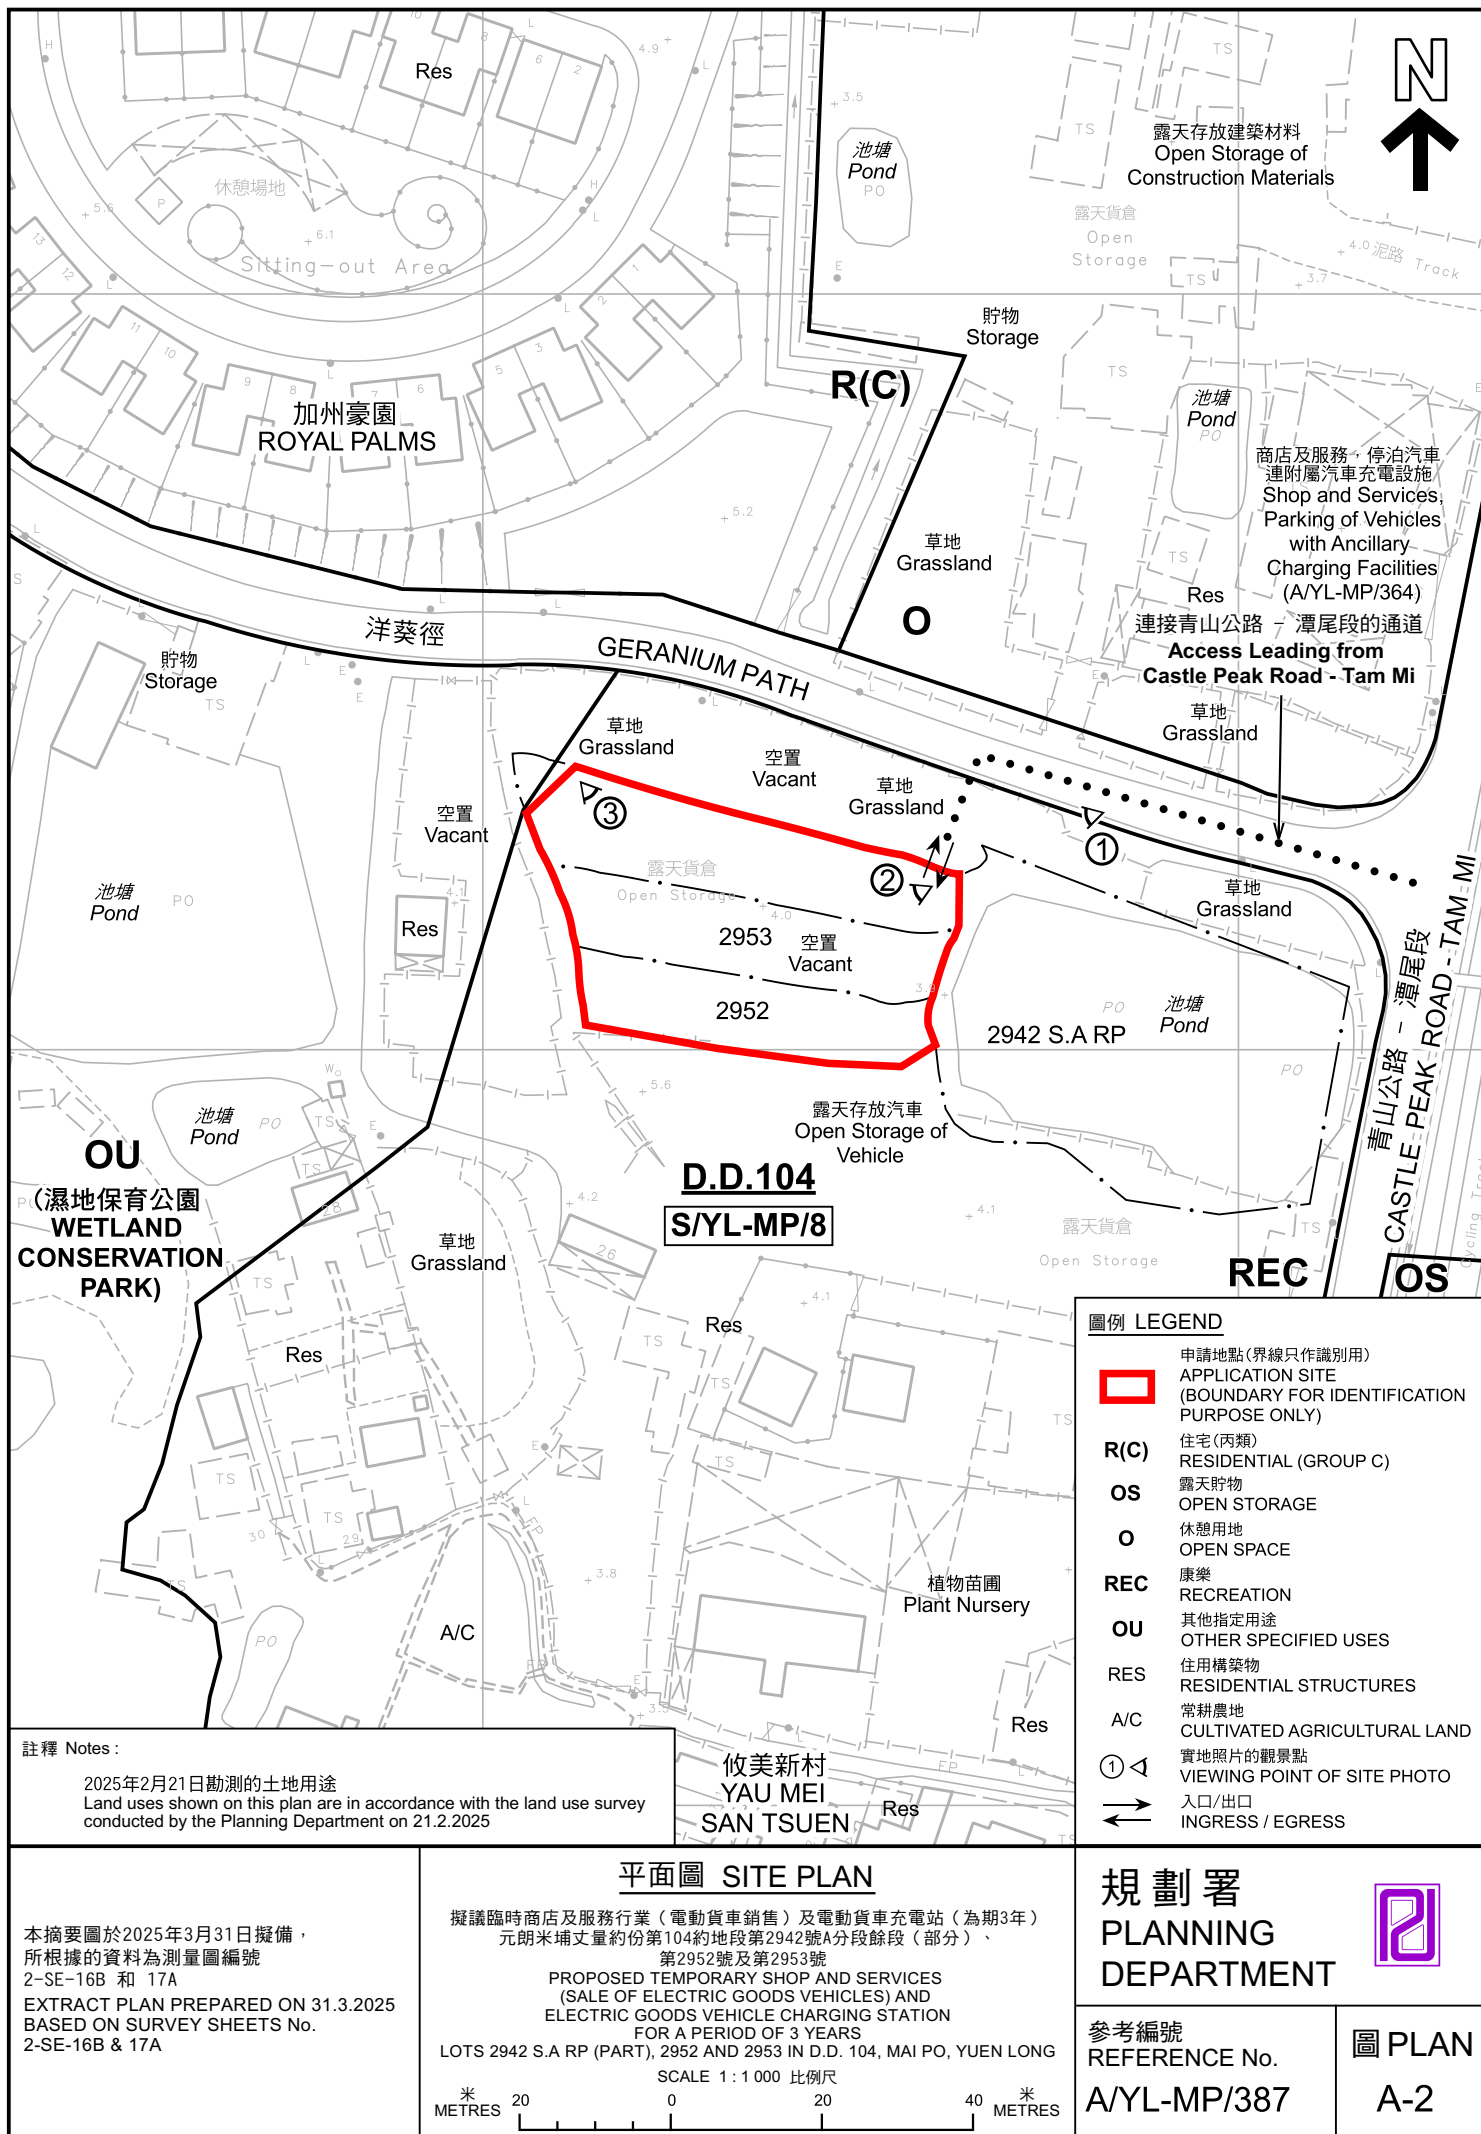 N
Res
休憩場地
Sitting-out Area
池塘
Pond
PO
露天存放建築材料
Open Storage of
Construction Materials
露天貨倉
Open
Storage
泥路 Track
貯物
Storage
R(C)
加州豪園
ROYAL PALMS
池塘
Pond
PO
商店及服務，停泊汽車
連附屬汽車充電設施
Shop and Services,
Parking of Vehicles
with Ancillary
Charging Facilities
(A/YL-MP/364)
草地
Grassland
Res
O
連接青山公路 - 潭尾段的通道
Access Leading from
Castle Peak Road - Tam Mi
洋葵徑
GERANIUM PATH
貯物
Storage
TS
草地
Grassland
草地
Grassland
空置
Vacant
草地
Grassland
空置
Vacant
③
①
②
露天貨倉
Open Storage
4.0
草地
Grassland
池塘
Pond
PO
Res
2953
空置
Vacant
2952
2942 S.A RP
PO
池塘
Pond
PO
青山公路 - 潭尾段
CASTLE PEAK ROAD - TAM MI
5.6
池塘
Pond
PO
露天存放汽車
Open Storage of
Vehicle
OU
(濕地保育公園
WETLAND
CONSERVATION
PARK)
D.D.104
S/YL-MP/8
4.2
4.1
露天貨倉
Open Storage
草地
Grassland
28
26
REC
OS
Res
Res
植物苗圃
Plant Nursery
A/C
PO
Res
攸美新村
YAU MEI
SAN TSUEN
Res
圖例 LEGEND
申請地點(界線只作識別用)
APPLICATION SITE
(BOUNDARY FOR IDENTIFICATION
PURPOSE ONLY)
R(C) 住宅(丙類)
RESIDENTIAL (GROUP C)
OS 露天貯物
OPEN STORAGE
O 休憩用地
OPEN SPACE
REC 康樂
RECREATION
OU 其他指定用途
OTHER SPECIFIED USES
RES 住用構築物
RESIDENTIAL STRUCTURES
A/C 常耕農地
CULTIVATED AGRICULTURAL LAND
① 實地照片的觀景點
VIEWING POINT OF SITE PHOTO
入口/出口
INGRESS / EGRESS
註釋 Notes :
2025年2月21日勘測的土地用途
Land uses shown on this plan are in accordance with the land use survey
conducted by the Planning Department on 21.2.2025
本摘要圖於2025年3月31日擬備，
所根據的資料為測量圖編號
2-SE-16B 和 17A
EXTRACT PLAN PREPARED ON 31.3.2025
BASED ON SURVEY SHEETS No.
2-SE-16B & 17A
平面圖 SITE PLAN
擬議臨時商店及服務行業（電動貨車銷售）及電動貨車充電站（為期3年）
元朗米埔丈量約份第104約地段第2942號A分段餘段（部分）、
第2952號及第2953號
PROPOSED TEMPORARY SHOP AND SERVICES
(SALE OF ELECTRIC GOODS VEHICLES) AND
ELECTRIC GOODS VEHICLE CHARGING STATION
FOR A PERIOD OF 3 YEARS
LOTS 2942 S.A RP (PART), 2952 AND 2953 IN D.D. 104, MAI PO, YUEN LONG
SCALE 1 : 1 000 比例尺
米 METRES 20 0 20 40 米 METRES
規劃署
PLANNING
DEPARTMENT
參考編號
REFERENCE No.
A/YL-MP/387
圖 PLAN
A-2